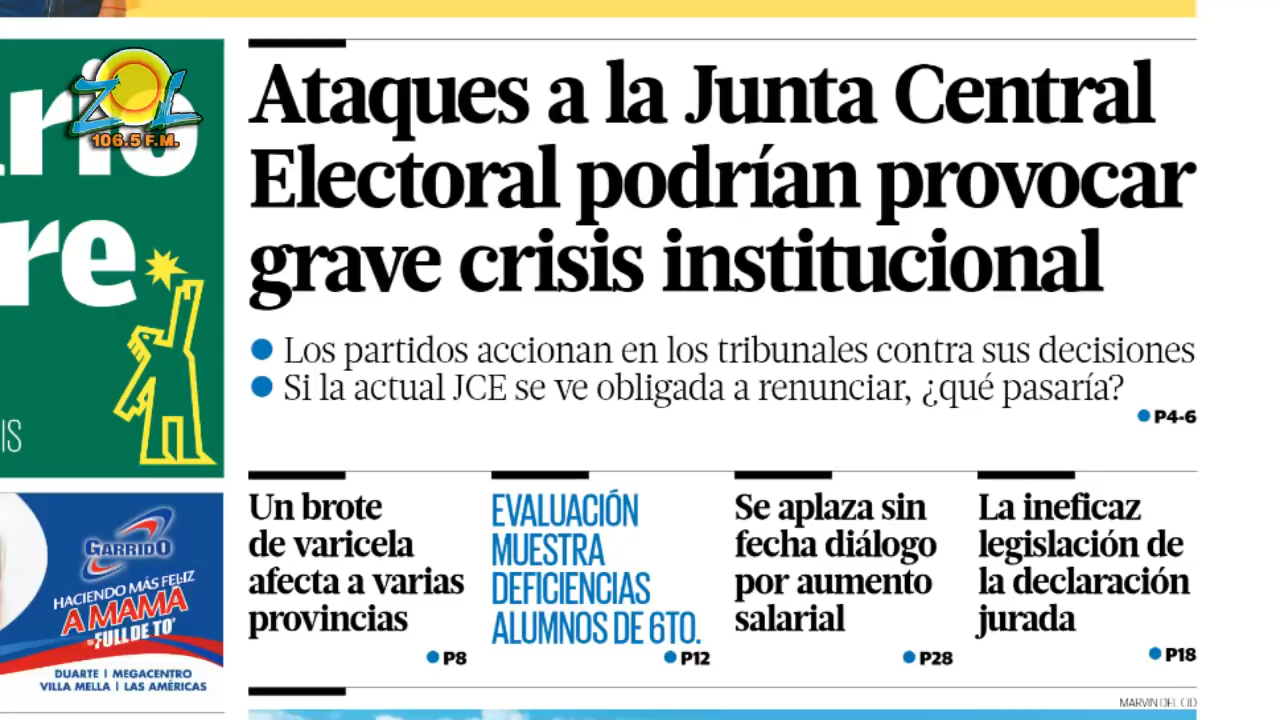 ZOL
106.5 F.M.
re
IS
Ataques a la Junta Central
Electoral podrían provocar
grave crisis institucional
Los partidos accionan en los tribunales contra sus decisiones
Si la actual JCE se ve obligada a renunciar, ¿qué pasaría?
P4-6
Un brote
de varicela
afecta a varias
provincias
P8
EVALUACIÓN
MUESTRA
DEFICIENCIAS
ALUMNOS DE 6TO.
P12
Se aplaza sin
fecha diálogo
por aumento
salarial
P28
La ineficaz
legislación de
la declaración
jurada
P18
GARRIDO
HACIENDO MÁS FELIZ
A MAMÁ
"FULL DE TO'
DUARTE | MEGACENTRO
VILLA MELLA | LAS AMÉRICAS
MARVIN DEL CID